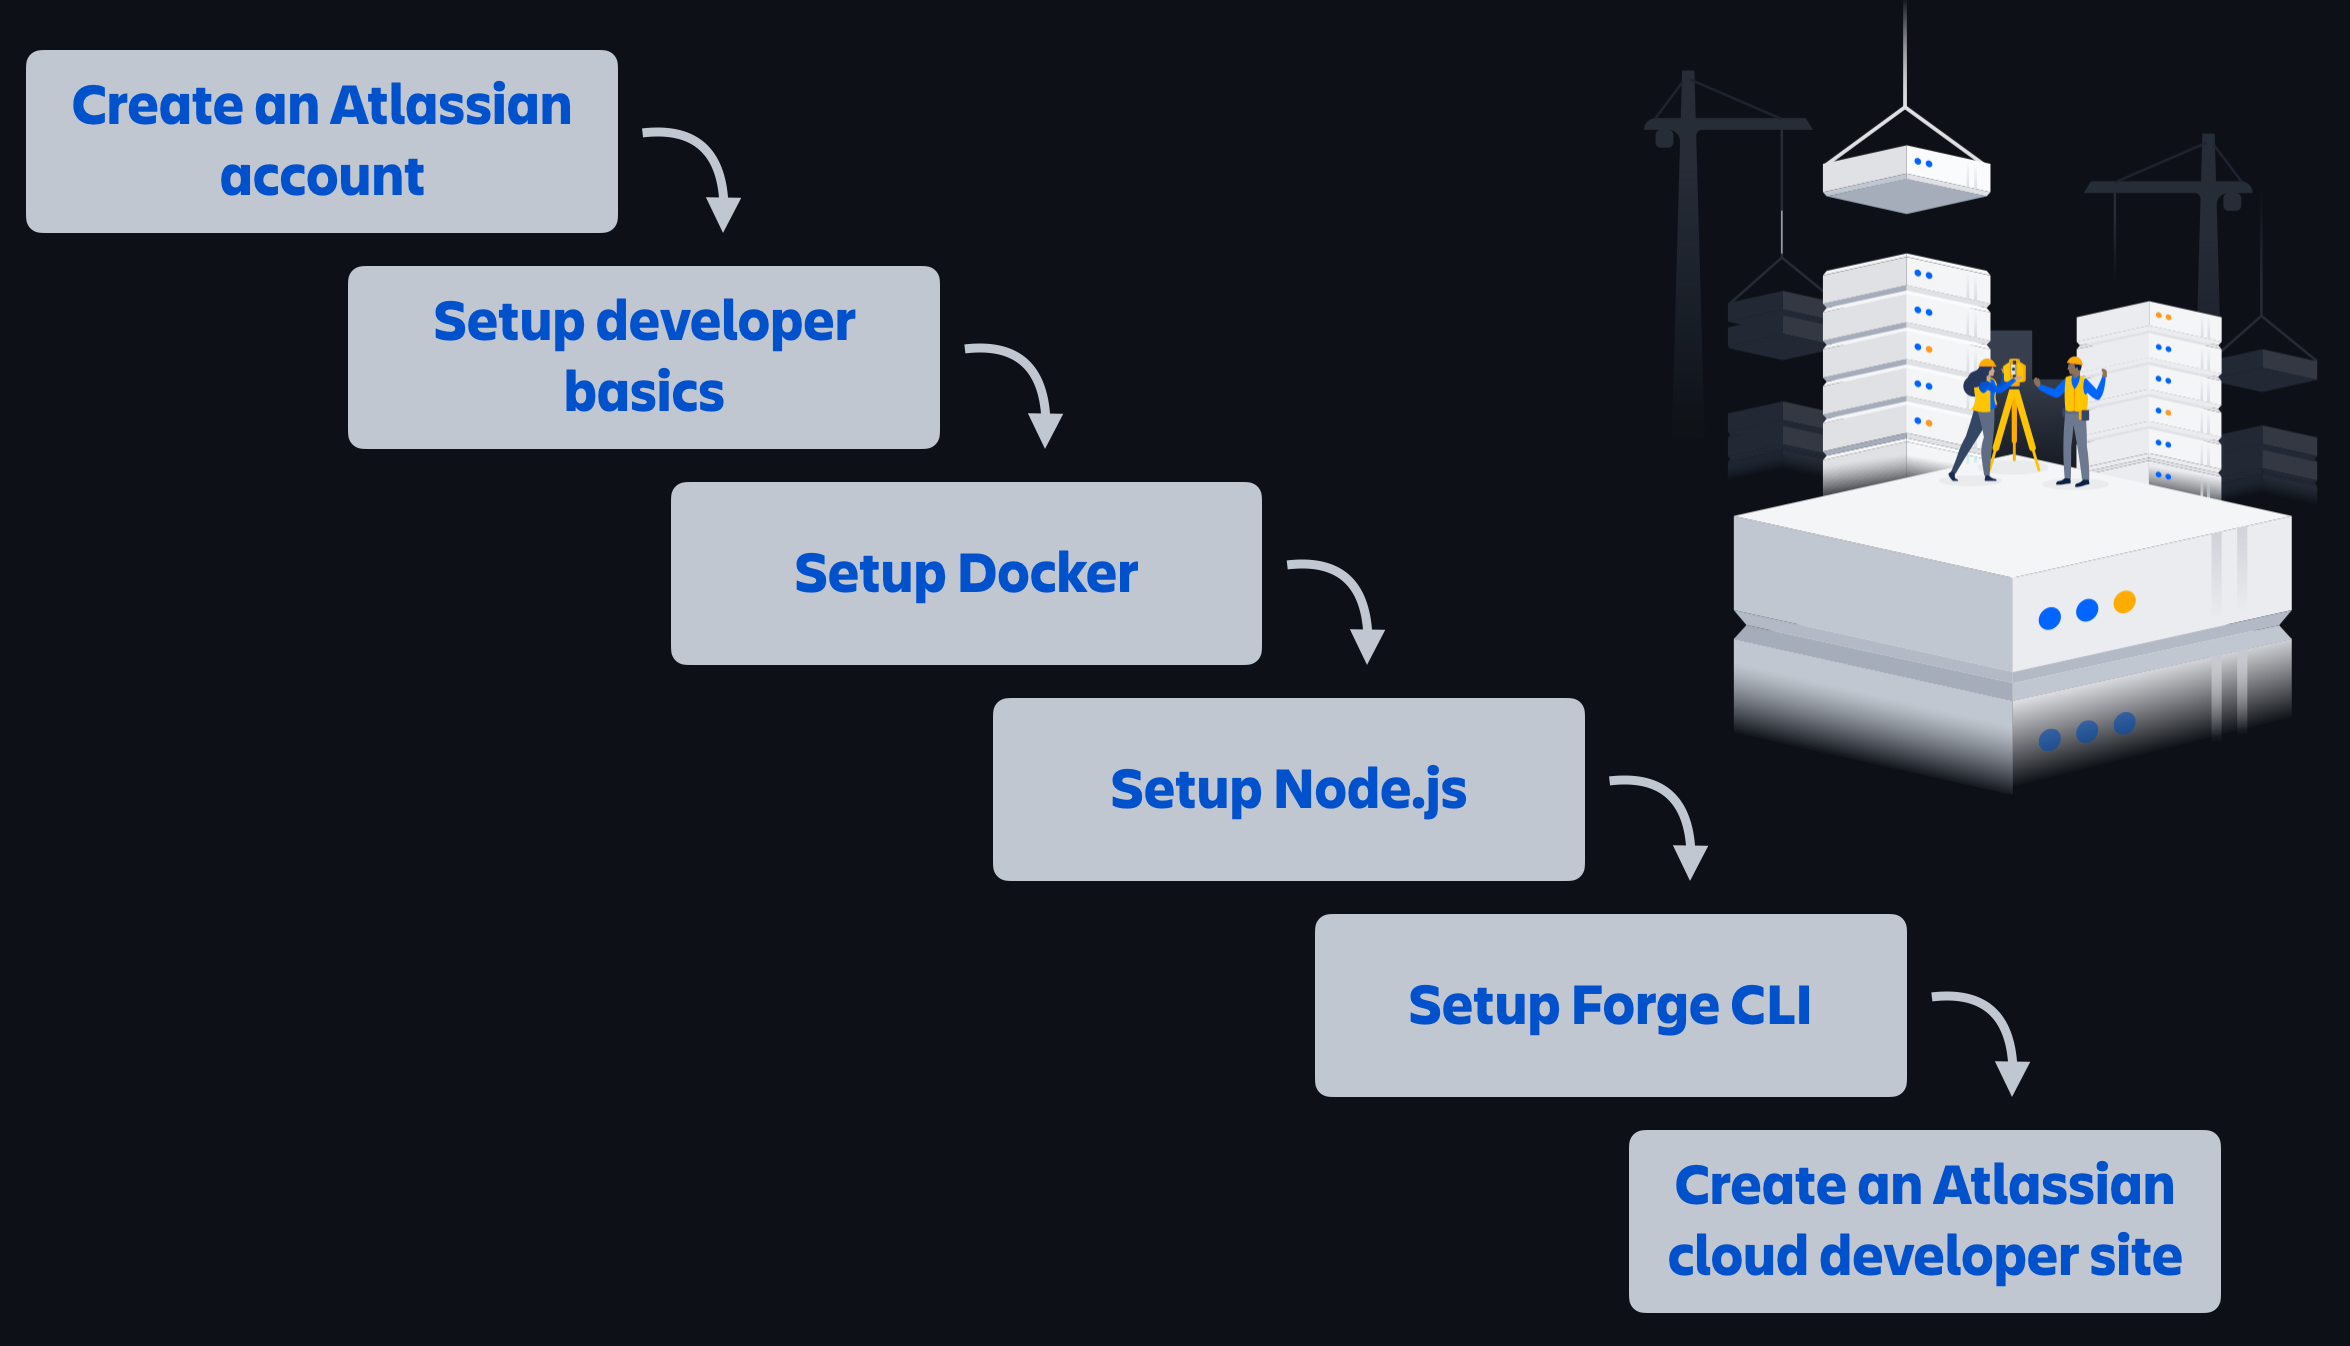 Create an Atlassian
account
Setup developer
basics
Setup Docker
Setup Node.js
Setup Forge CLI
Create an Atlassian
cloud developer site